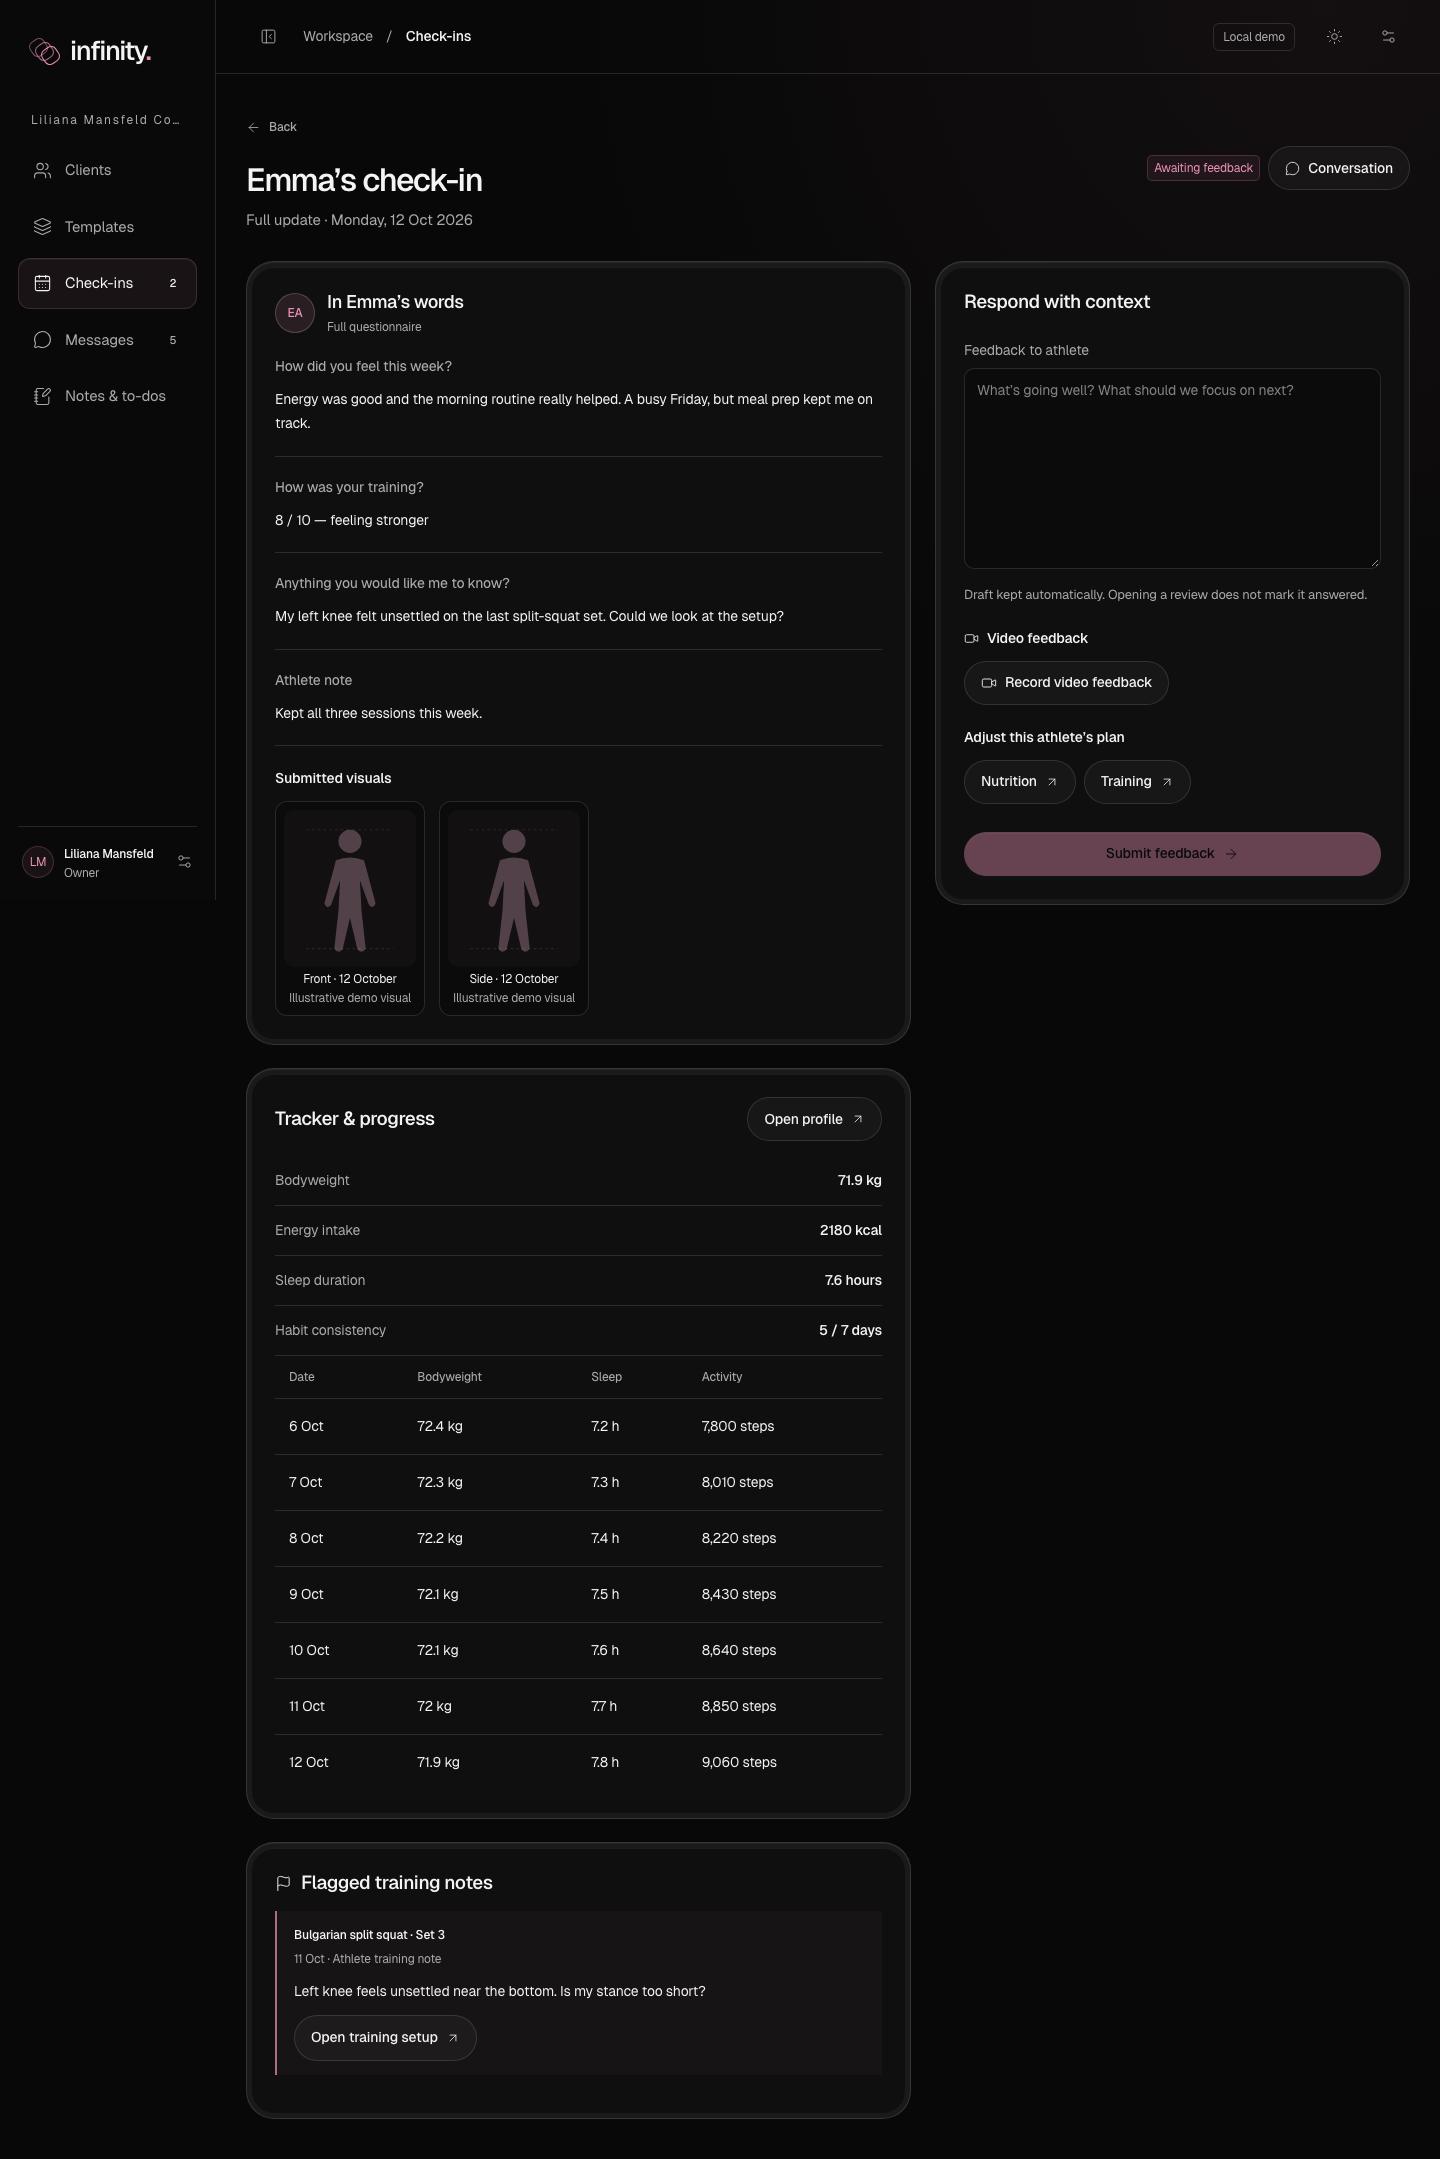 infinity.
Liliana Mansfeld Co…
Clients
Templates
Check-ins 2
Messages 5
Notes & to-dos
Liliana Mansfeld
Owner
LM
Workspace / Check-ins
Local demo
Back
Emma’s check-in
Full update · Monday, 12 Oct 2026
Awaiting feedback
Conversation
EA
In Emma’s words
Full questionnaire
How did you feel this week?
Energy was good and the morning routine really helped. A busy Friday, but meal prep kept me on
track.
How was your training?
8 / 10 — feeling stronger
Anything you would like me to know?
My left knee felt unsettled on the last split-squat set. Could we look at the setup?
Athlete note
Kept all three sessions this week.
Submitted visuals
Front · 12 October
Illustrative demo visual
Side · 12 October
Illustrative demo visual
Respond with context
Feedback to athlete
What’s going well? What should we focus on next?
Draft kept automatically. Opening a review does not mark it answered.
Video feedback
Record video feedback
Adjust this athlete’s plan
Nutrition
Training
Submit feedback
Tracker & progress
Open profile
Bodyweight 71.9 kg
Energy intake 2180 kcal
Sleep duration 7.6 hours
Habit consistency 5 / 7 days
Date Bodyweight Sleep Activity
6 Oct 72.4 kg 7.2 h 7,800 steps
7 Oct 72.3 kg 7.3 h 8,010 steps
8 Oct 72.2 kg 7.4 h 8,220 steps
9 Oct 72.1 kg 7.5 h 8,430 steps
10 Oct 72.1 kg 7.6 h 8,640 steps
11 Oct 72 kg 7.7 h 8,850 steps
12 Oct 71.9 kg 7.8 h 9,060 steps
Flagged training notes
Bulgarian split squat · Set 3
11 Oct · Athlete training note
Left knee feels unsettled near the bottom. Is my stance too short?
Open training setup